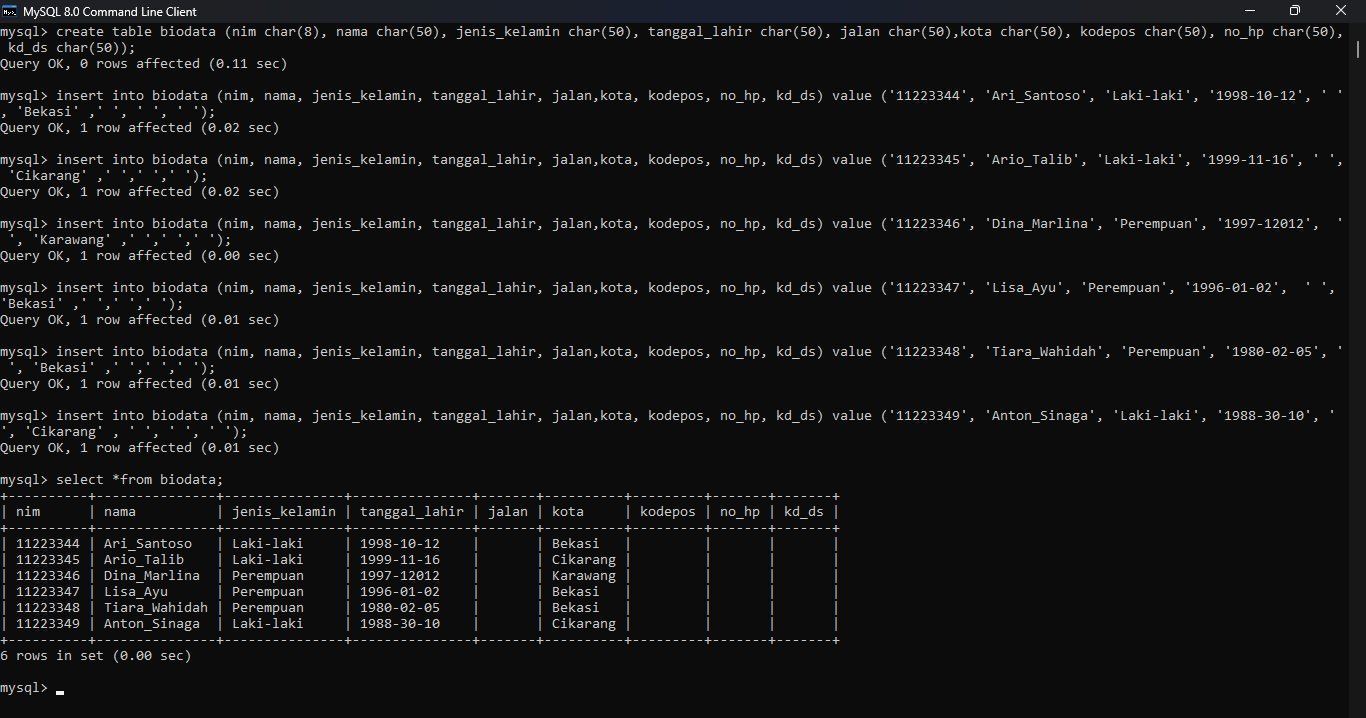 MySQL 8.0 Command Line Client
mysql> create table biodata (nim char(8), nama char(50), jenis_kelamin char(50), tanggal_lahir char(50), jalan char(50),kota char(50), kodepos char(50), no_hp char(50),
 kd_ds char(50));
Query OK, 0 rows affected (0.11 sec)
mysql> insert into biodata (nim, nama, jenis_kelamin, tanggal_lahir, jalan,kota, kodepos, no_hp, kd_ds) value ('11223344', 'Ari_Santoso', 'Laki-laki', '1998-10-12', ' '
, 'Bekasi' ,' ', ' ', ' ');
Query OK, 1 row affected (0.02 sec)
mysql> insert into biodata (nim, nama, jenis_kelamin, tanggal_lahir, jalan,kota, kodepos, no_hp, kd_ds) value ('11223345', 'Ario_Talib', 'Laki-laki', '1999-11-16', ' ',
 'Cikarang' ,' ',' ',' ');
Query OK, 1 row affected (0.02 sec)
mysql> insert into biodata (nim, nama, jenis_kelamin, tanggal_lahir, jalan,kota, kodepos, no_hp, kd_ds) value ('11223346', 'Dina_Marlina', 'Perempuan', '1997-12012', '
 ', 'Karawang' ,' ',' ',' ');
Query OK, 1 row affected (0.00 sec)
mysql> insert into biodata (nim, nama, jenis_kelamin, tanggal_lahir, jalan,kota, kodepos, no_hp, kd_ds) value ('11223347', 'Lisa_Ayu', 'Perempuan', '1996-01-02',  ' ',
'Bekasi' ,' ',' ',' ');
Query OK, 1 row affected (0.01 sec)
mysql> insert into biodata (nim, nama, jenis_kelamin, tanggal_lahir, jalan,kota, kodepos, no_hp, kd_ds) value ('11223348', 'Tiara_Wahidah', 'Perempuan', '1980-02-05', '
 ', 'Bekasi' ,' ',' ',' ');
Query OK, 1 row affected (0.01 sec)
mysql> insert into biodata (nim, nama, jenis_kelamin, tanggal_lahir, jalan,kota, kodepos, no_hp, kd_ds) value ('11223349', 'Anton_Sinaga', 'Laki-laki', '1988-30-10', '
', 'Cikarang' , ' ', ' ', ' ');
Query OK, 1 row affected (0.01 sec)
mysql> select *from biodata;
+----------+---------------+---------------+---------------+-------+----------+---------+-------+-------+
| nim      | nama          | jenis_kelamin | tanggal_lahir | jalan | kota     | kodepos | no_hp | kd_ds |
+----------+---------------+---------------+---------------+-------+----------+---------+-------+-------+
| 11223344 | Ari_Santoso   | Laki-laki     | 1998-10-12    |       | Bekasi   |         |       |       |
| 11223345 | Ario_Talib    | Laki-laki     | 1999-11-16    |       | Cikarang |         |       |       |
| 11223346 | Dina_Marlina  | Perempuan     | 1997-12012    |       | Karawang |         |       |       |
| 11223347 | Lisa_Ayu      | Perempuan     | 1996-01-02    |       | Bekasi   |         |       |       |
| 11223348 | Tiara_Wahidah | Perempuan     | 1980-02-05    |       | Bekasi   |         |       |       |
| 11223349 | Anton_Sinaga  | Laki-laki     | 1988-30-10    |       | Cikarang |         |       |       |
+----------+---------------+---------------+---------------+-------+----------+---------+-------+-------+
6 rows in set (0.00 sec)
mysql>